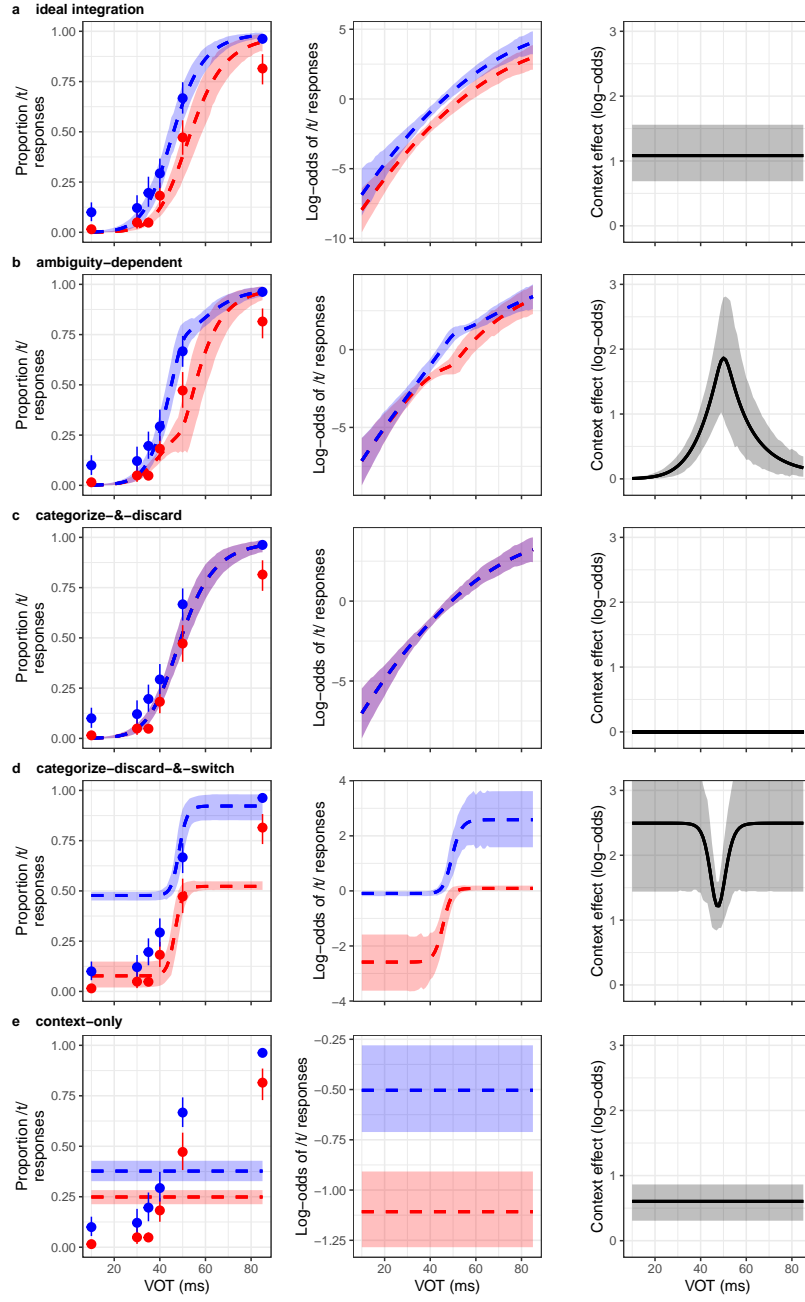 a ideal integration
Proportion /t/
responses
1.00
0.75
0.50
0.25
0.00
Log−odds of /t/ responses
0
−5
−10
Context effect (log−odds)
3
2
1
0
b ambiguity−dependent
Proportion /t/
responses
1.00
0.75
0.50
0.25
0.00
Log−odds of /t/ responses
0
−5
Context effect (log−odds)
3
2
1
0
c categorize−&−discard
Proportion /t/
responses
1.00
0.75
0.50
0.25
0.00
Log−odds of /t/ responses
0
−5
Context effect (log−odds)
3
2
1
0
d categorize−discard−&−switch
Proportion /t/
responses
1.00
0.75
0.50
0.25
0.00
Log−odds of /t/ responses
4
2
0
−2
−4
Context effect (log−odds)
3
2
1
0
e context−only
Proportion /t/
responses
1.00
0.75
0.50
0.25
0.00
Log−odds of /t/ responses
−0.25
−0.50
−0.75
−1.00
−1.25
Context effect (log−odds)
3
2
1
0
20 40 60 80
VOT (ms)
20 40 60 80
VOT (ms)
20 40 60 80
VOT (ms)